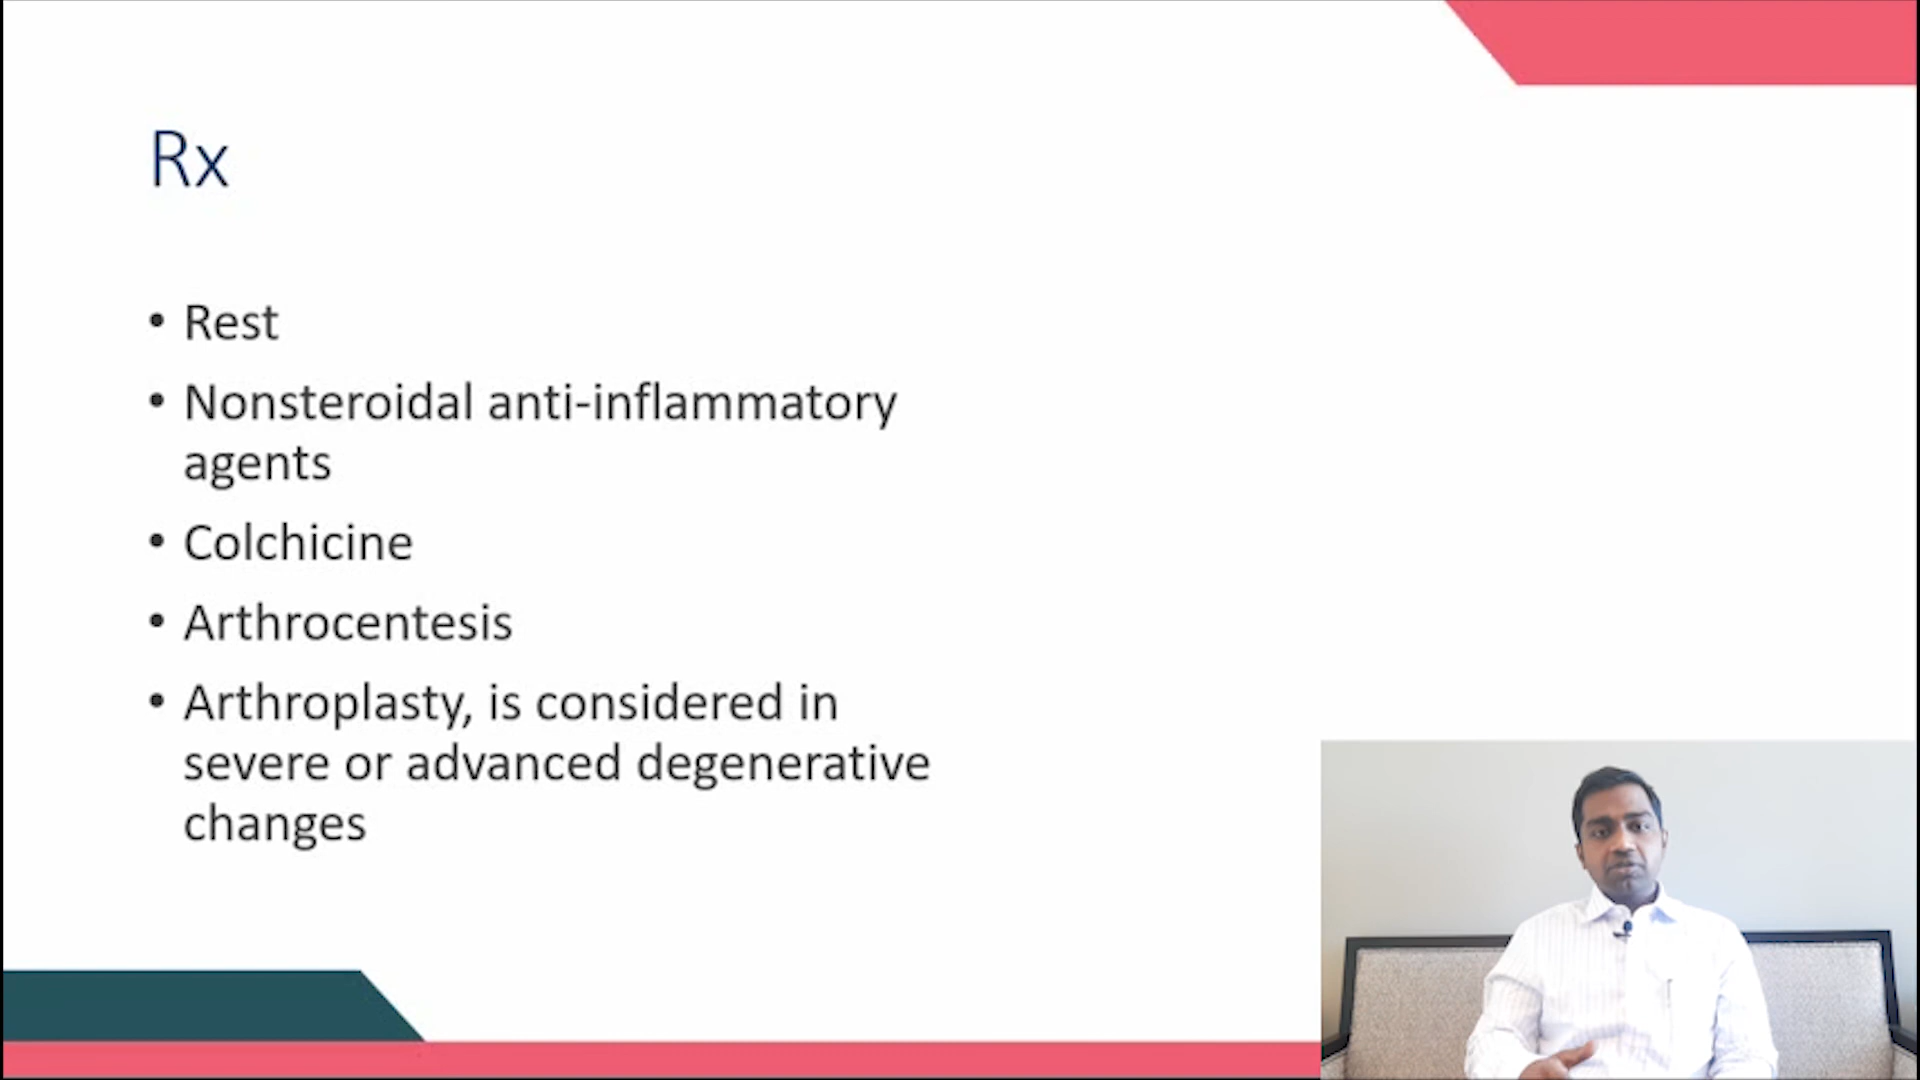 Rx
• Rest
• Nonsteroidal anti-inflammatory
agents
• Colchicine
• Arthrocentesis
• Arthroplasty, is considered in
severe or advanced degenerative
changes